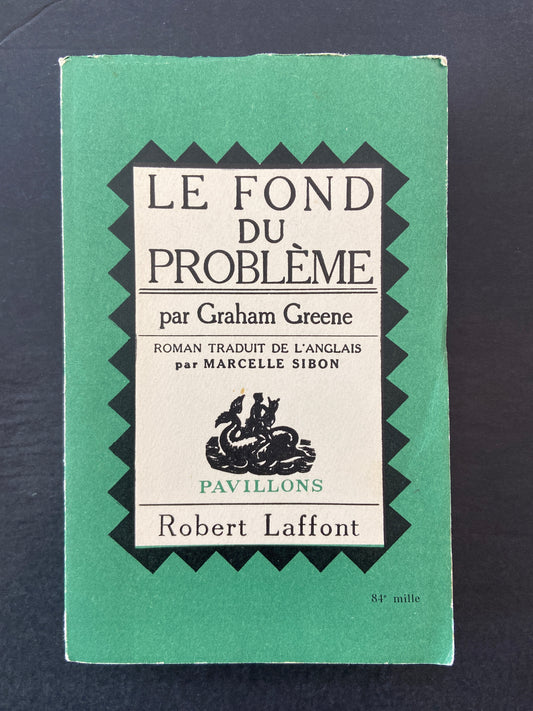 LE FOND
DU
PROBLÈME
par Graham Greene
ROMAN TRADUIT DE L'ANGLAIS
par MARCELLE SIBON
PAVILLONS
Robert Laffont
84e mille